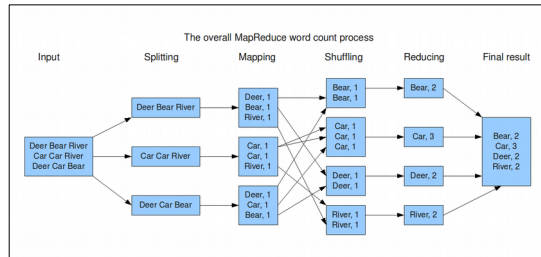 The overall MapReduce word count process
Input
Splitting
Mapping
Shuffling
Reducing
Final result
Deer Bear River
Car Car River
Deer Car Bear
Deer Bear River
Car Car River
Deer Car Bear
Deer, 1
Bear, 1
River, 1
Car, 1
Car, 1
River, 1
Deer, 1
Car, 1
Bear, 1
Bear, 1
Bear, 1
Car, 1
Car, 1
Car, 1
Deer, 1
Deer, 1
River, 1
River, 1
Bear, 2
Car, 3
Deer, 2
River, 2
Bear, 2
Car, 3
Deer, 2
River, 2